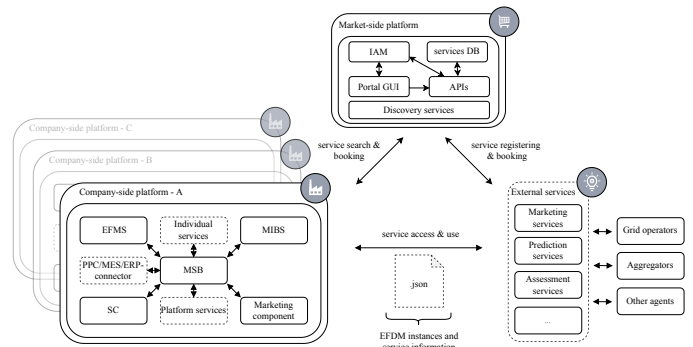 Market-side platform
IAM
services DB
Portal GUI
APIs
Discovery services
Company-side platform - C
Company-side platform - B
Company-side platform - A
service search &
booking
service registering
& booking
EFMS
Individual
services
MIBS
PPC/MES/ERP-
connector
MSB
SC
Platform services
Marketing
component
service access & use
.json
EFDM instances and
service information
External services
Marketing
services
Prediction
services
Assessment
services
...
Grid operators
Aggregators
Other agents